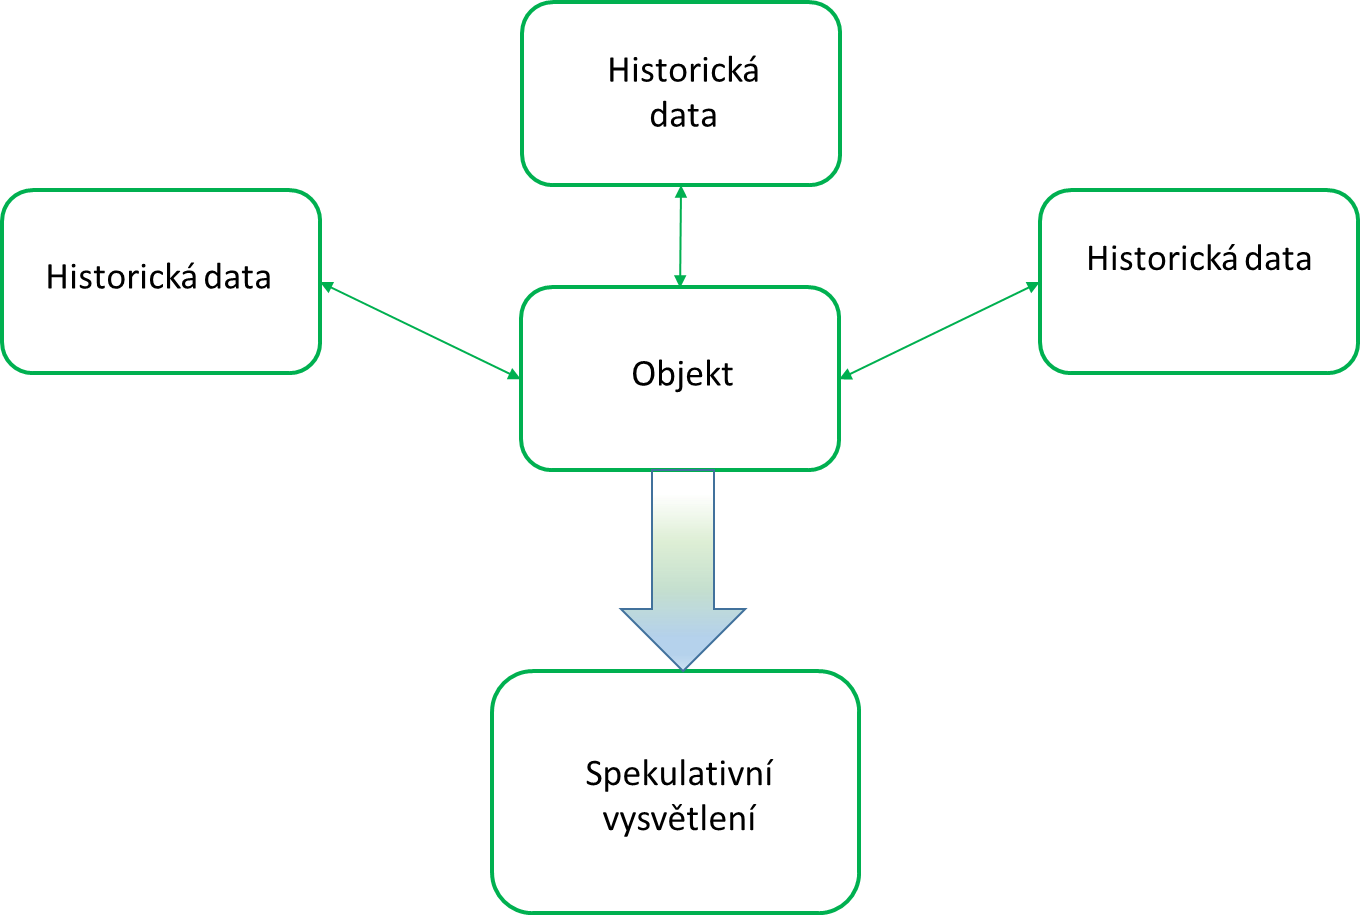 Historická
data
Historická data
Historická data
Objekt
Spekulativní
vysvětlení